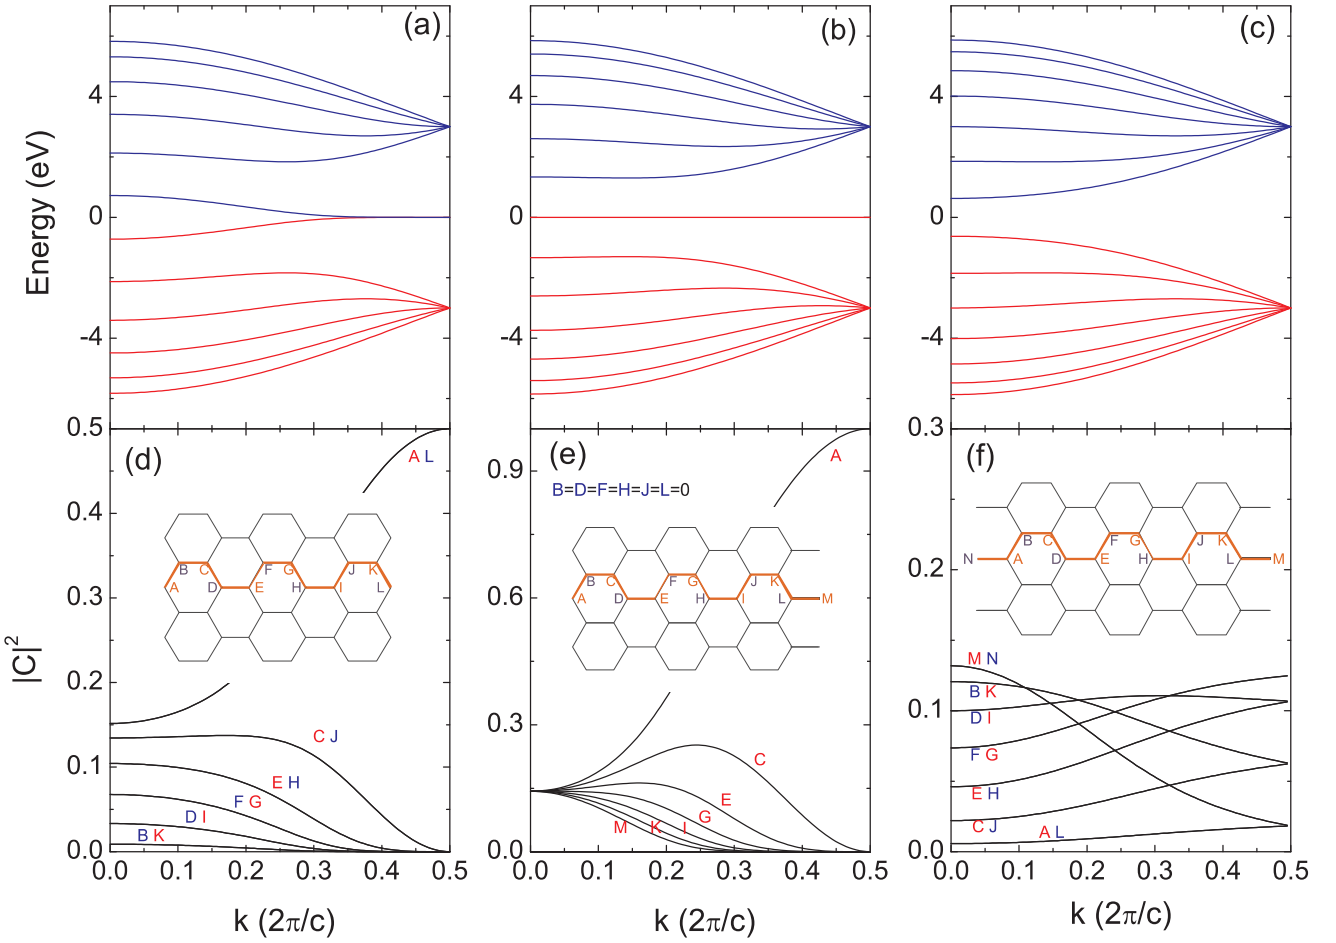 (a)
(b)
(c)
Energy (eV)
4
0
-4
4
0
-4
4
0
-4
(d)
|C|²
0.5
0.4
0.3
0.2
0.1
0.0
A L
B C F G J K
A D E H I L
C J
E H
F G
D I
B K
0.0 0.1 0.2 0.3 0.4 0.5
k (2π/c)
(e)
0.9
0.6
0.3
0.0
A
B=D=F=H=J=L=0
B C F G J K
A D E H I L M
C
E
G
I
K
M
0.0 0.1 0.2 0.3 0.4 0.5
k (2π/c)
(f)
0.3
0.2
0.1
0.0
B C F G J K
N A D E H I L M
M N
B K
D I
F G
E H
C J
A L
0.0 0.1 0.2 0.3 0.4 0.5
k (2π/c)